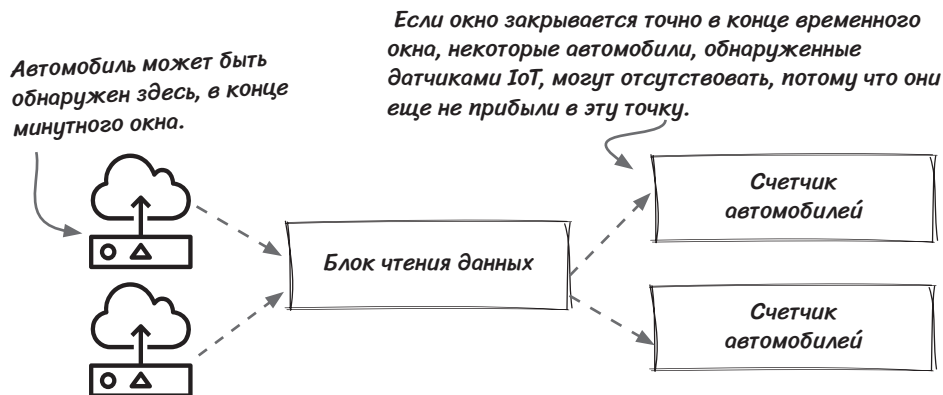 Автомобиль может быть
обнаружен здесь, в конце
минутного окна.
Если окно закрывается точно в конце временного
окна, некоторые автомобили, обнаруженные
датчиками IoT, могут отсутствовать, потому что они
еще не прибыли в эту точку.
Блок чтения данных
Счетчик
автомобилей
Счетчик
автомобилей